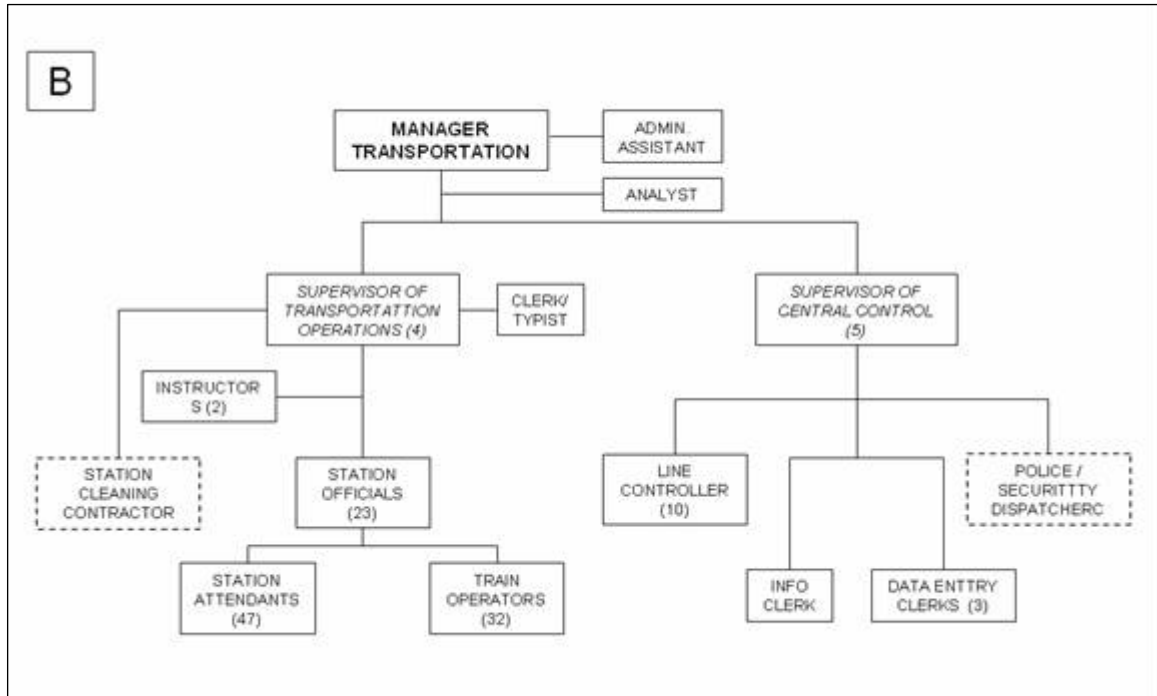 B
MANAGER
TRANSPORTATION
ADMIN.
ASSISTANT
ANALYST
SUPERVISOR OF
TRANSPORTATTION
OPERATIONS (4)
CLERK/
TYPIST
SUPERVISOR OF
CENTRAL CONTROL
(5)
INSTRUCTOR
S (2)
STATION
CLEANING
CONTRACTOR
STATION
OFFICIALS
(23)
LINE
CONTROLLER
(10)
POLICE /
SECURITTTY
DISPATCHERC
STATION
ATTENDANTS
(47)
TRAIN
OPERATORS
(32)
INFO
CLERK
DATA ENTTRY
CLERKS (3)